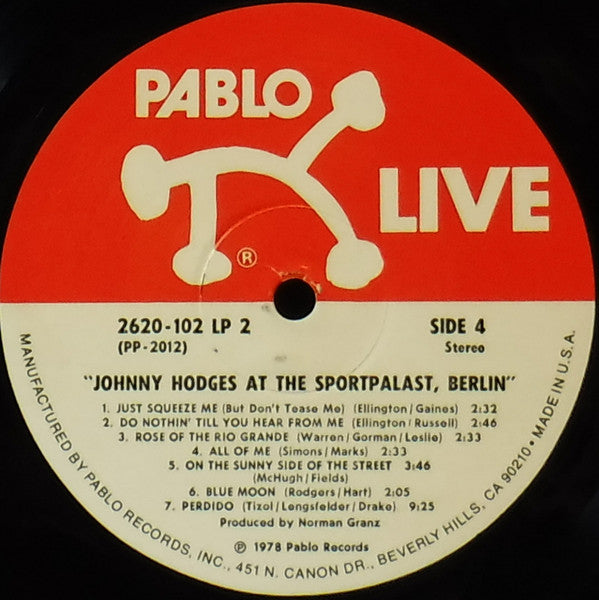 PABLO
LIVE
®
2620-102 LP 2
SIDE 4
(PP-2012)
Stereo
"JOHNNY HODGES AT THE SPORTPALAST, BERLIN"
1. JUST SQUEEZE ME (But Don't Tease Me) (Ellington/Gaines) 2:32
2. DO NOTHIN' TILL YOU HEAR FROM ME (Ellington/Russell) 2:46
3. ROSE OF THE RIO GRANDE (Warren/Gorman/Leslie) 2:33
4. ALL OF ME (Simons/Marks) 2:33
5. ON THE SUNNY SIDE OF THE STREET 3:46
(McHugh/Fields)
6. BLUE MOON (Rodgers/Hart) 2:05
7. PERDIDO (Tizol/Lengsfelder/Drake) 9:25
Produced by Norman Granz
℗ 1978 Pablo Records
MANUFACTURED BY PABLO RECORDS, INC., 451 N. CANON DR., BEVERLY HILLS, CA 90210 • MADE IN U.S.A.